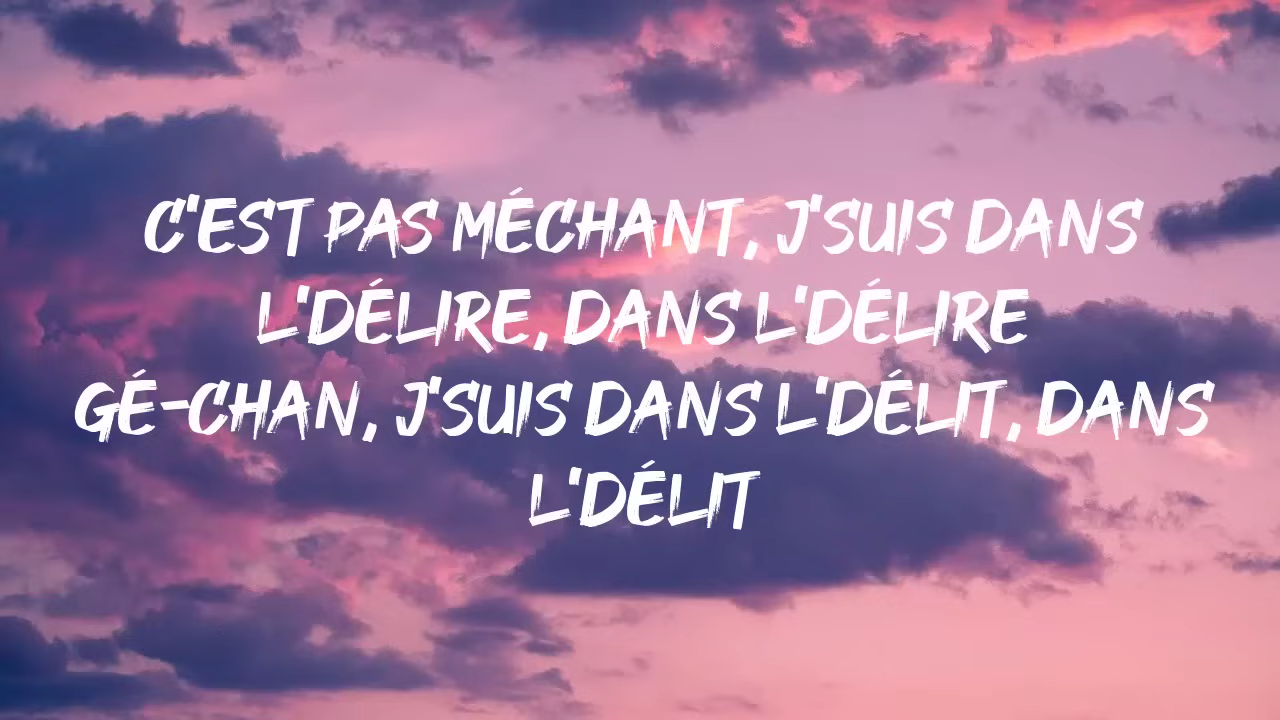 C'EST PAS MÉCHANT, J'SUIS DANS
L'DÉLIRE, DANS L'DÉLIRE
GÉ-CHAN, J'SUIS DANS L'DÉLIT, DANS
L'DÉLIT